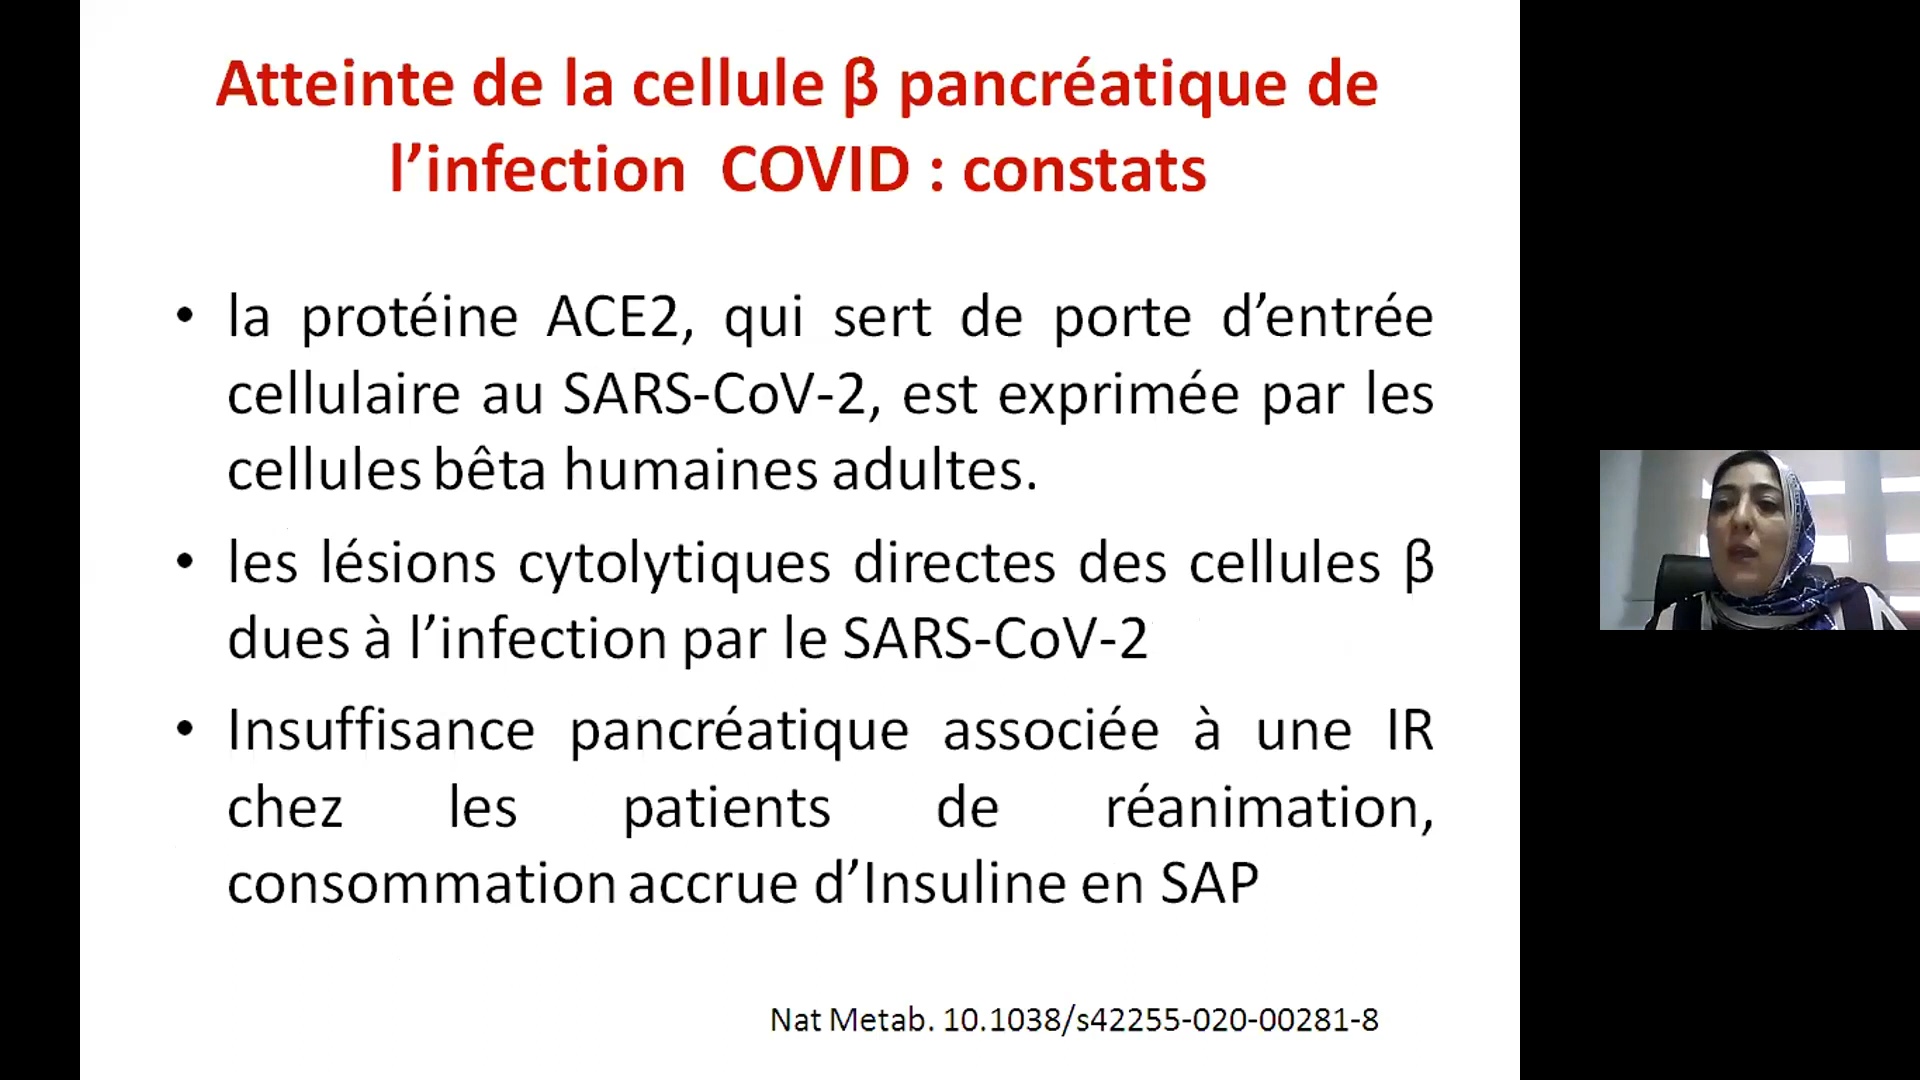 Atteinte de la cellule β pancréatique de
l’infection COVID : constats
• la protéine ACE2, qui sert de porte d’entrée
cellulaire au SARS-CoV-2, est exprimée par les
cellules bêta humaines adultes.
• les lésions cytolytiques directes des cellules β
dues à l’infection par le SARS-CoV-2
• Insuffisance pancréatique associée à une IR
chez les patients de réanimation,
consommation accrue d’Insuline en SAP
Nat Metab. 10.1038/s42255-020-00281-8